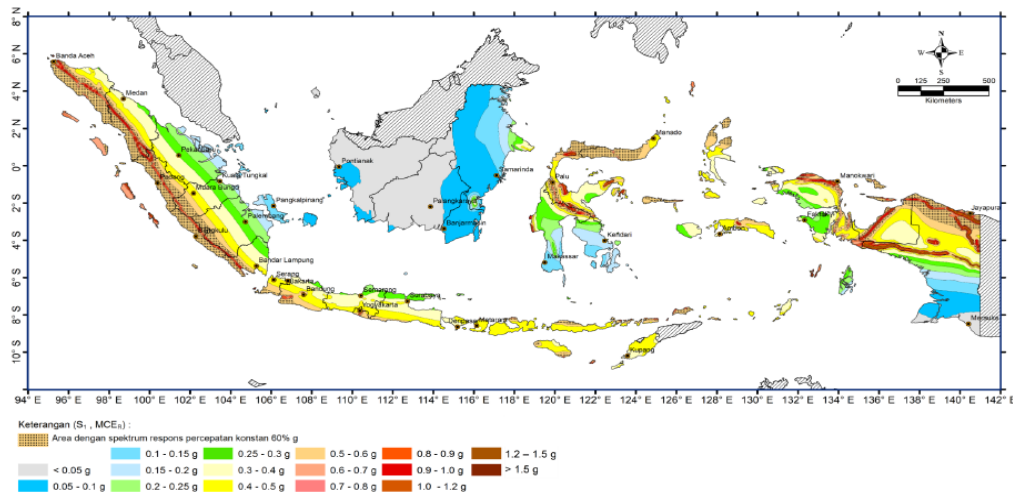 8° N
6° N
4° N
2° N
0
2° S
4° S
6° S
8° S
10° S
Banda Aceh
Medan
Pekanbaru
Kuala Tungkal
Padang
Muara Bungo
Pangkalpinang
Palembang
Bengkulu
Bandar Lampung
Serang
Jakarta
Bandung
Semarang
Surabaya
Yogyakarta
Denpasar
Mataram
Kupang
Pontianak
Samarinda
Palangkaraya
Banjarmasin
Manado
Palu
Kendari
Makassar
Ambon
Manokwari
Jayapura
Merauke
N
W E
S
0 125 250 500
Kilometers
94° E 96° E 98° E 100° E 102° E 104° E 106° E 108° E 110° E 112° E 114° E 116° E 118° E 120° E 122° E 124° E 126° E 128° E 130° E 132° E 134° E 136° E 138° E 140° E 142° E
Keterangan (S₁ , MCEᵣ) :
Area dengan spektrum respons percepatan konstan 60% g
0.1 - 0.15 g 0.25 - 0.3 g 0.5 - 0.6 g 0.8 - 0.9 g 1.2 – 1.5 g
< 0.05 g 0.15 - 0.2 g 0.3 - 0.4 g 0.6 - 0.7 g 0.9 - 1.0 g > 1.5 g
0.05 - 0.1 g 0.2 - 0.25 g 0.4 - 0.5 g 0.7 - 0.8 g 1.0 - 1.2 g